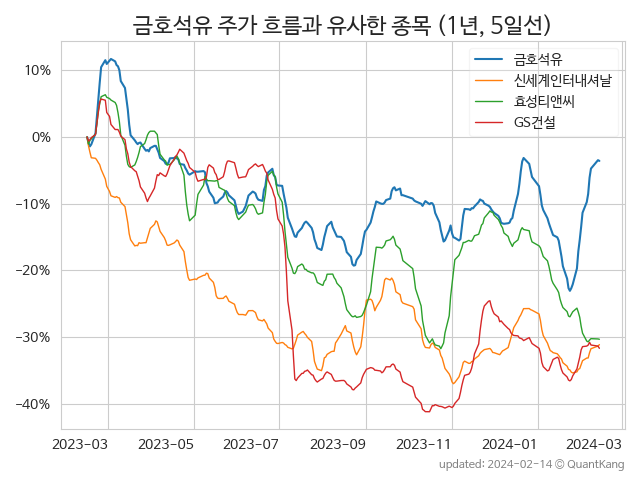 금호석유 주가 흐름과 유사한 종목 (1년, 5일선)
금호석유
신세계인터내셔날
효성티앤씨
GS건설
10%
0%
−10%
−20%
−30%
−40%
2023-03 2023-05 2023-07 2023-09 2023-11 2024-01 2024-03
updated: 2024-02-14 © QuantKang